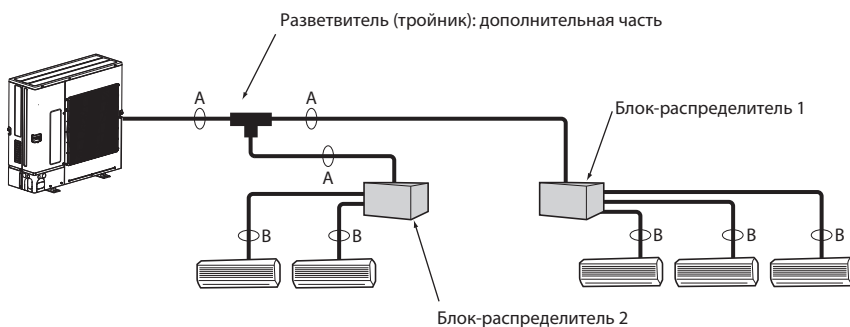 Разветвитель (тройник): дополнительная часть
A
A
Блок-распределитель 1
A
B
B
B
B
B
Блок-распределитель 2